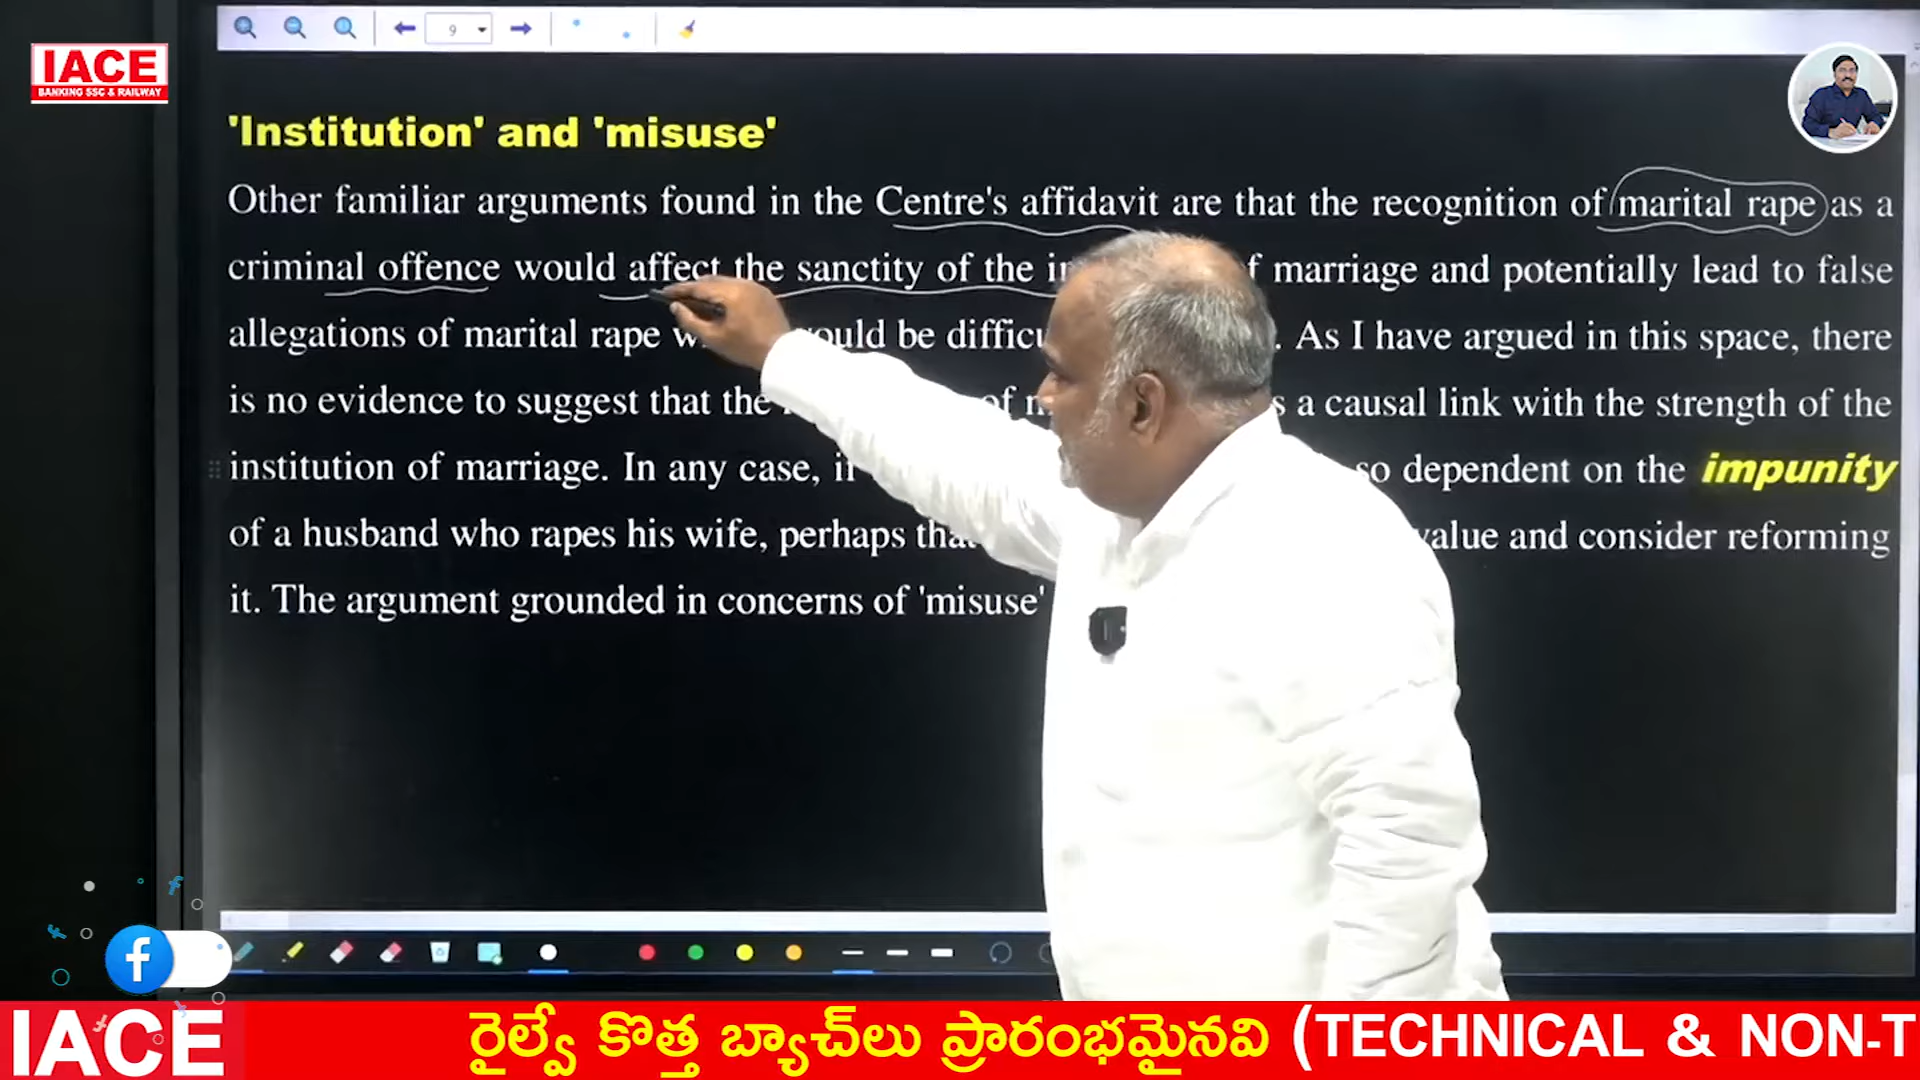 IACE
BANKING SSC & RAILWAY
9
'Institution' and 'misuse'
Other familiar arguments found in the Centre's affidavit are that the recognition of marital rape as a
criminal offence would affect the sanctity of the marriage and potentially lead to false
allegations of marital rape would be As I have argued in this space, there
is no evidence to suggest that the of a causal link with the strength of the
institution of marriage. In any case, so dependent on the impunity
of a husband who rapes his wife, perhaps value and consider reforming
it. The argument grounded in concerns of 'misuse'
f
IACE రైల్వే కొత్త బ్యాచ్‌లు ప్రారంభమైనవి (TECHNICAL & NON-T